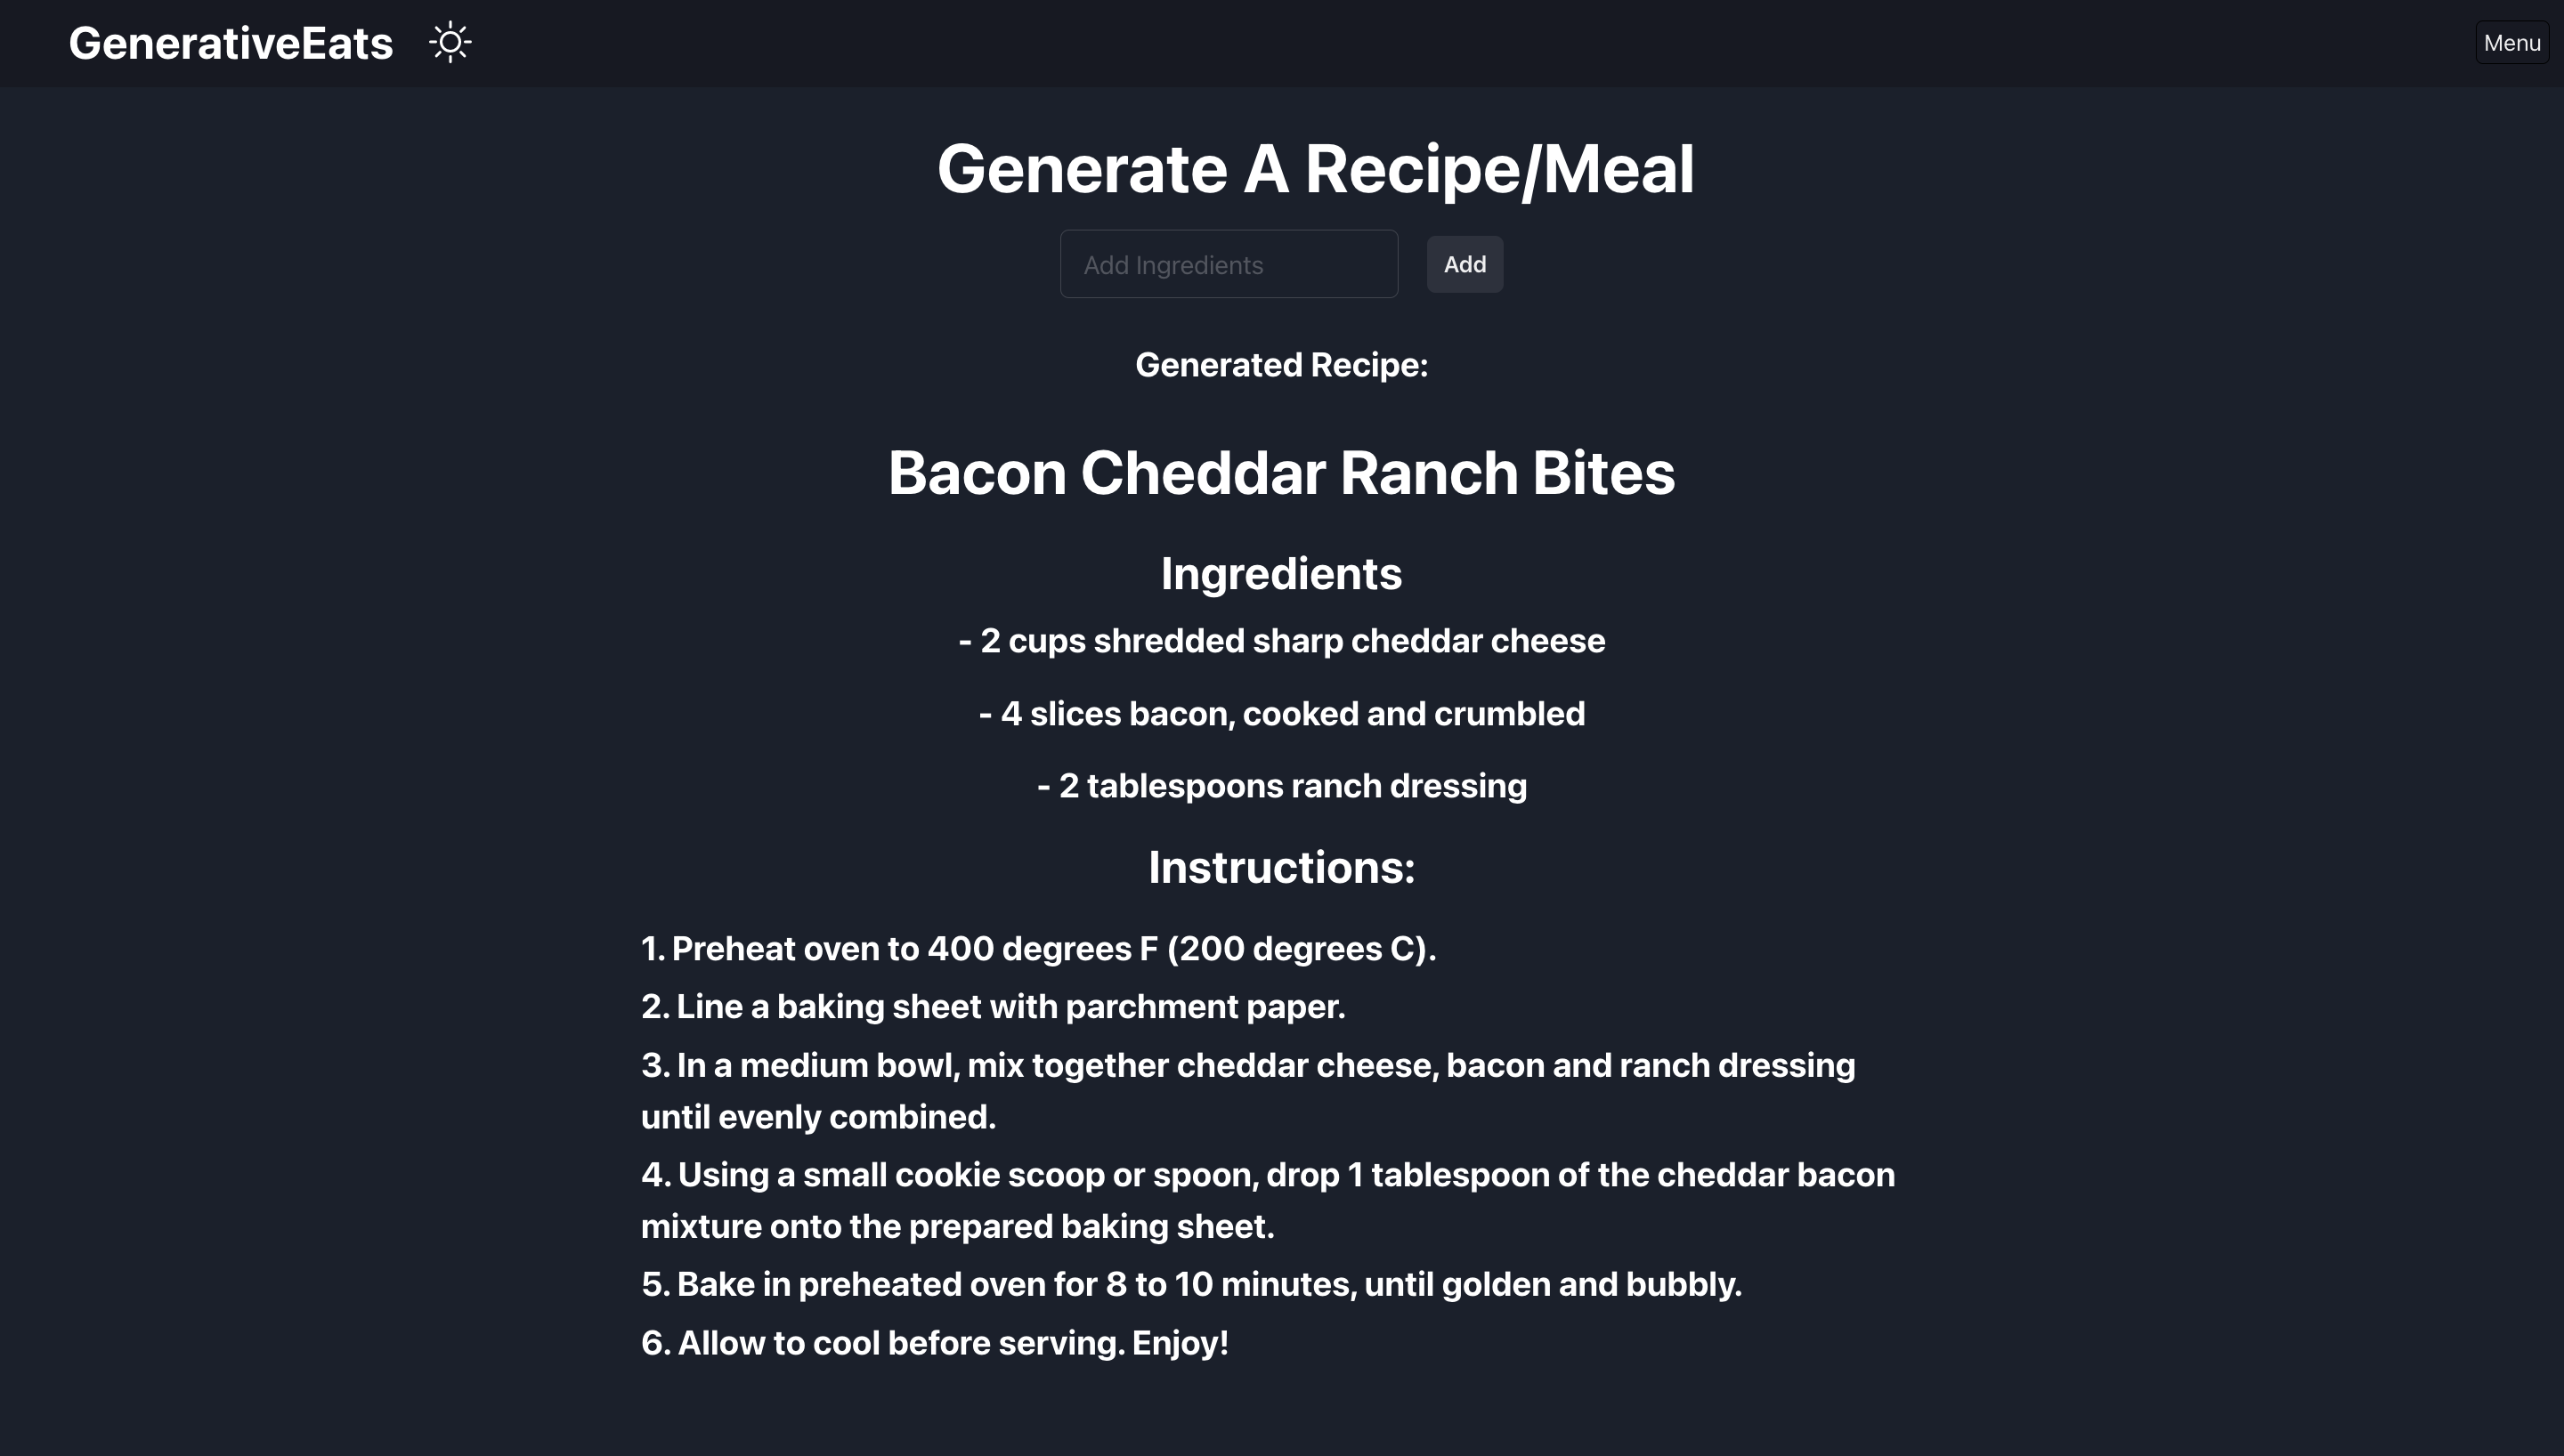 GenerativeEats
Menu
Generate A Recipe/Meal
Add Ingredients
Add
Generated Recipe:
Bacon Cheddar Ranch Bites
Ingredients
- 2 cups shredded sharp cheddar cheese
- 4 slices bacon, cooked and crumbled
- 2 tablespoons ranch dressing
Instructions:
1. Preheat oven to 400 degrees F (200 degrees C).
2. Line a baking sheet with parchment paper.
3. In a medium bowl, mix together cheddar cheese, bacon and ranch dressing
until evenly combined.
4. Using a small cookie scoop or spoon, drop 1 tablespoon of the cheddar bacon
mixture onto the prepared baking sheet.
5. Bake in preheated oven for 8 to 10 minutes, until golden and bubbly.
6. Allow to cool before serving. Enjoy!